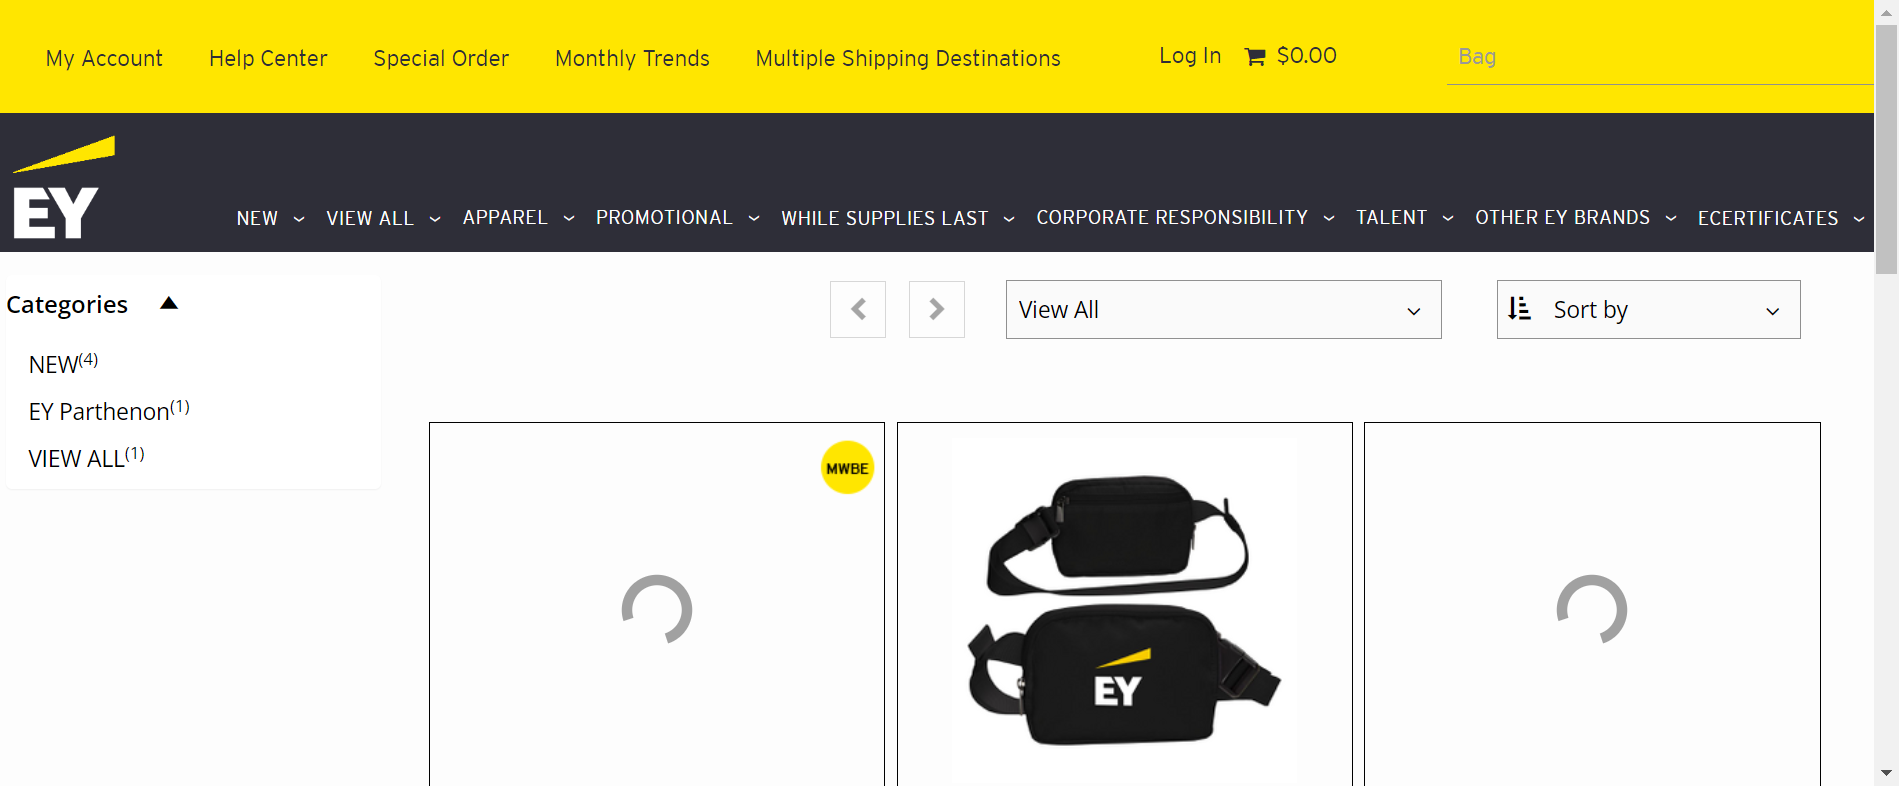 My Account Help Center Special Order Monthly Trends Multiple Shipping Destinations Log In $0.00 Bag
EY
NEW VIEW ALL APPAREL PROMOTIONAL WHILE SUPPLIES LAST CORPORATE RESPONSIBILITY TALENT OTHER EY BRANDS ECERTIFICATES
Categories
NEW(4)
EY Parthenon(1)
VIEW ALL(1)
View All
Sort by
MWBE
EY